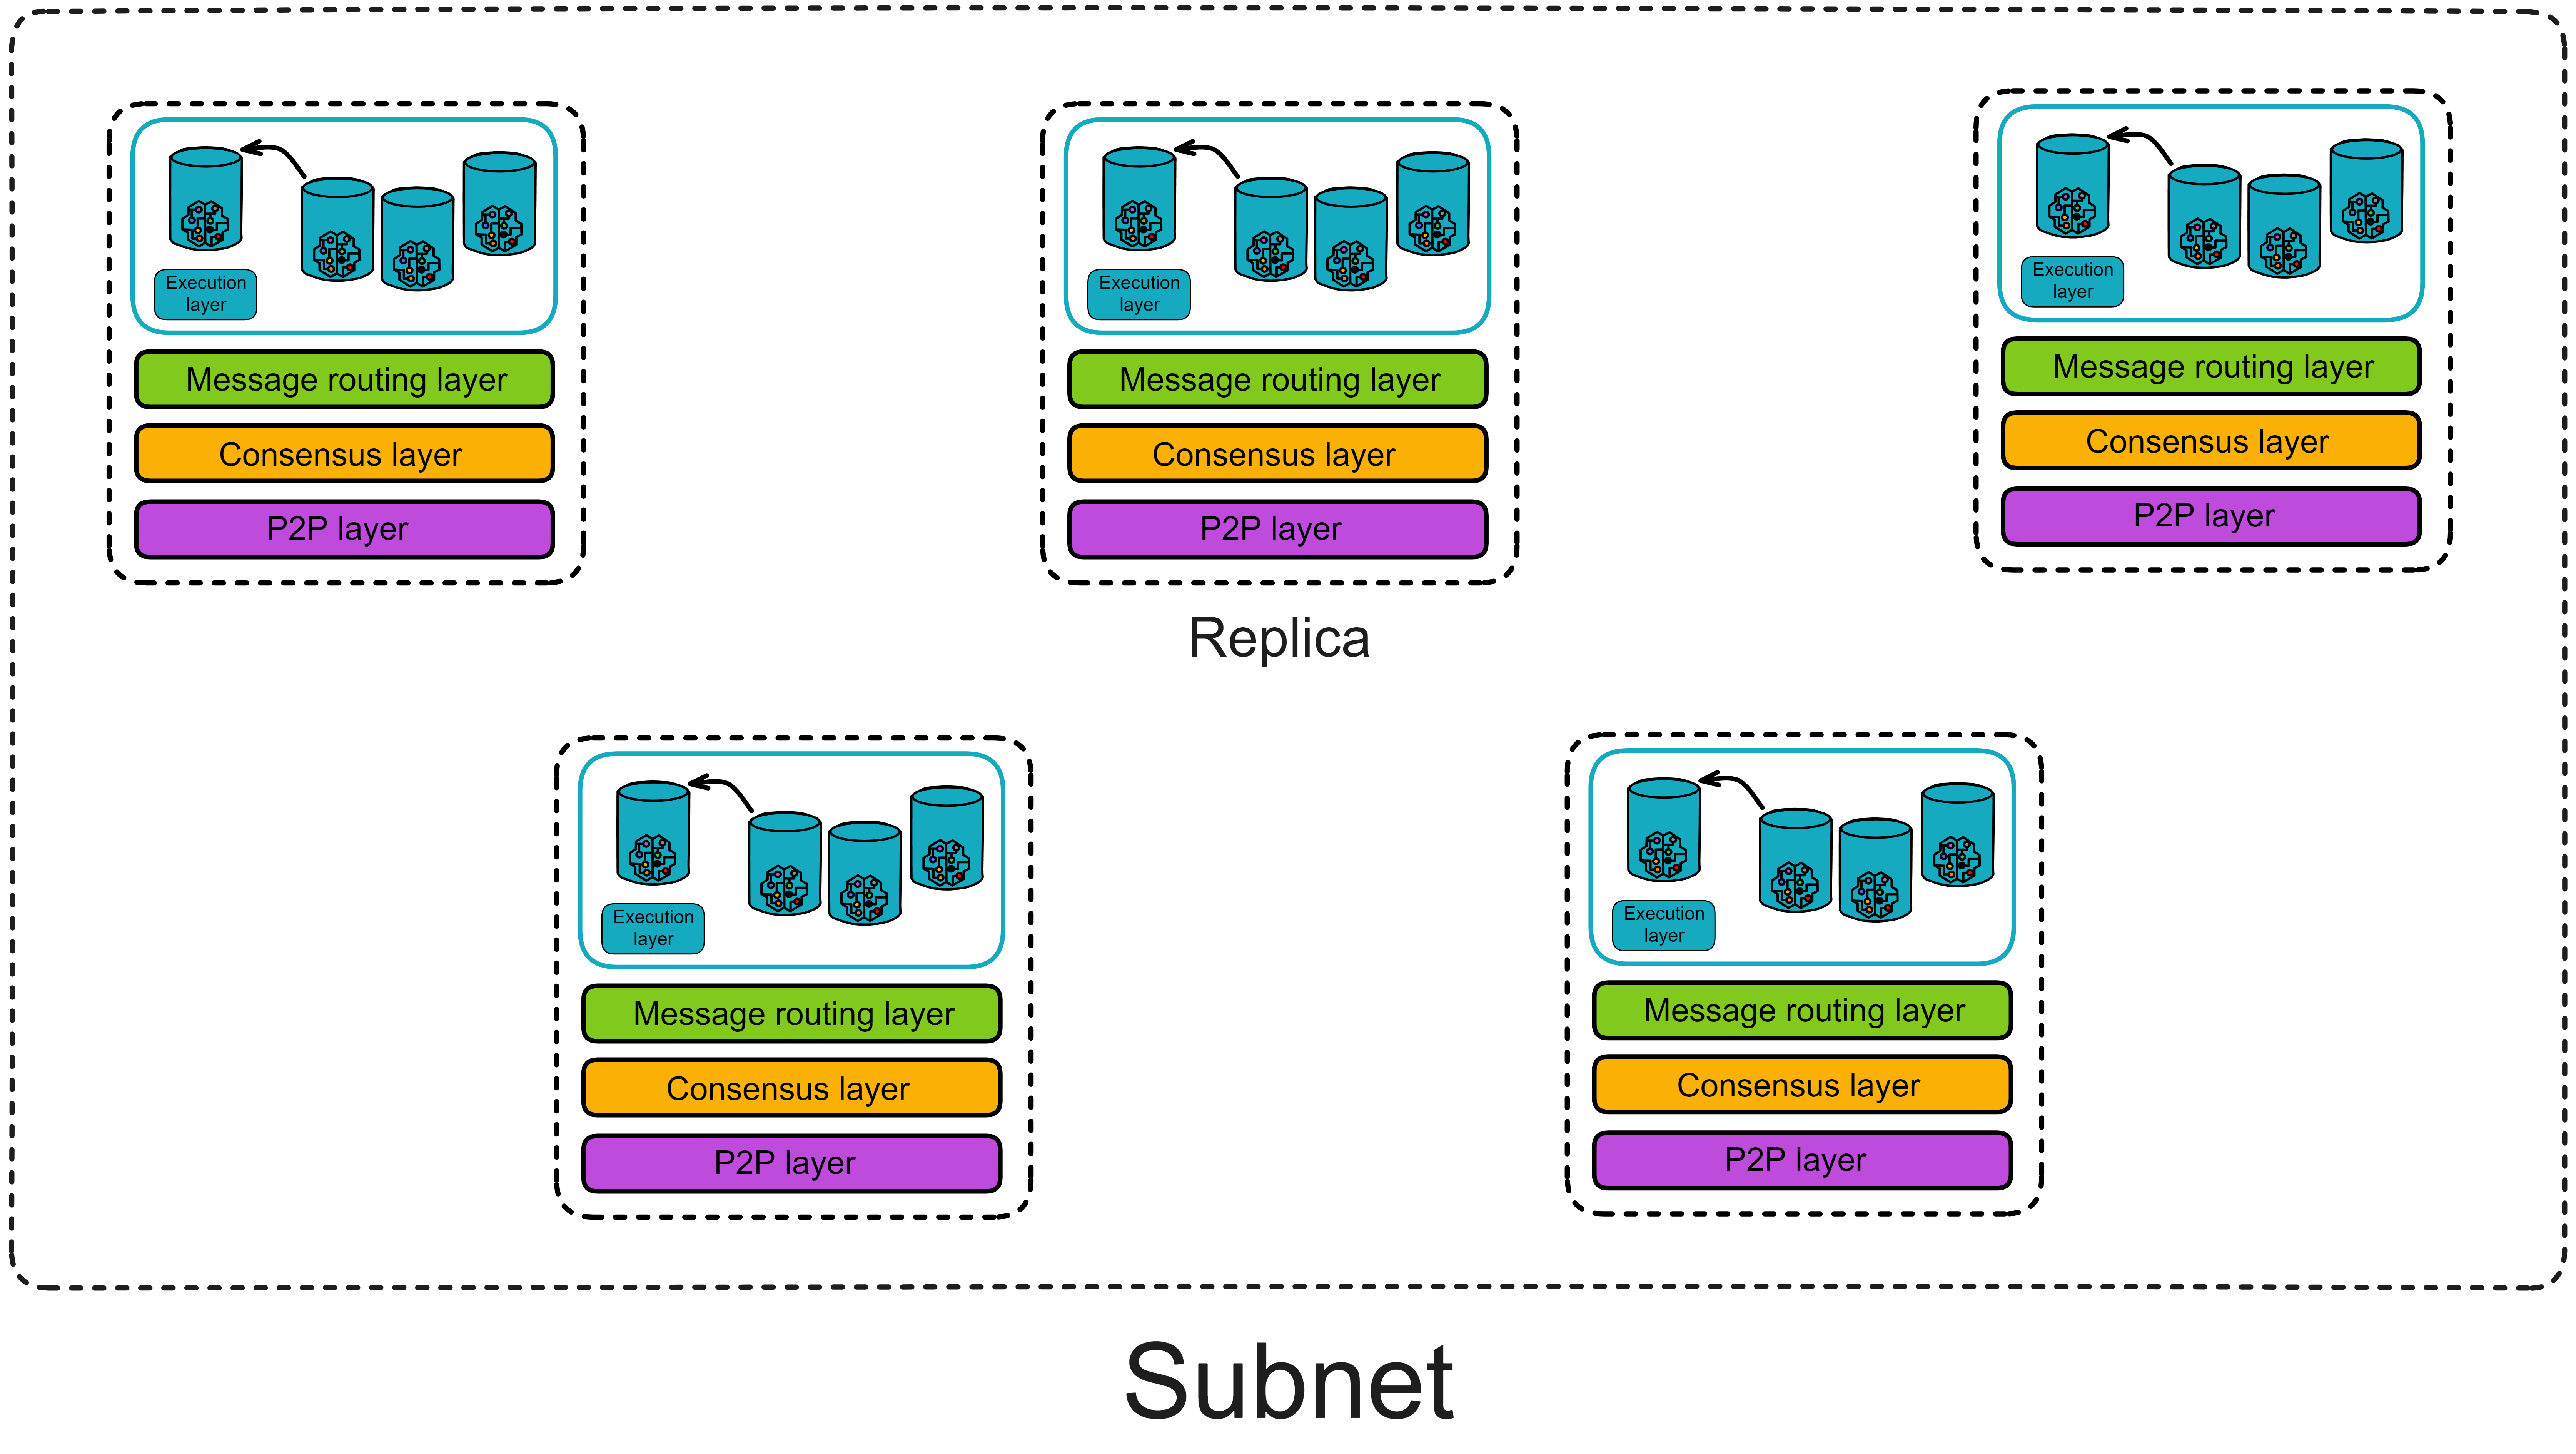 Execution
layer
Message routing layer
Consensus layer
P2P layer
Execution
layer
Message routing layer
Consensus layer
P2P layer
Replica
Execution
layer
Message routing layer
Consensus layer
P2P layer
Execution
layer
Message routing layer
Consensus layer
P2P layer
Execution
layer
Message routing layer
Consensus layer
P2P layer
Subnet